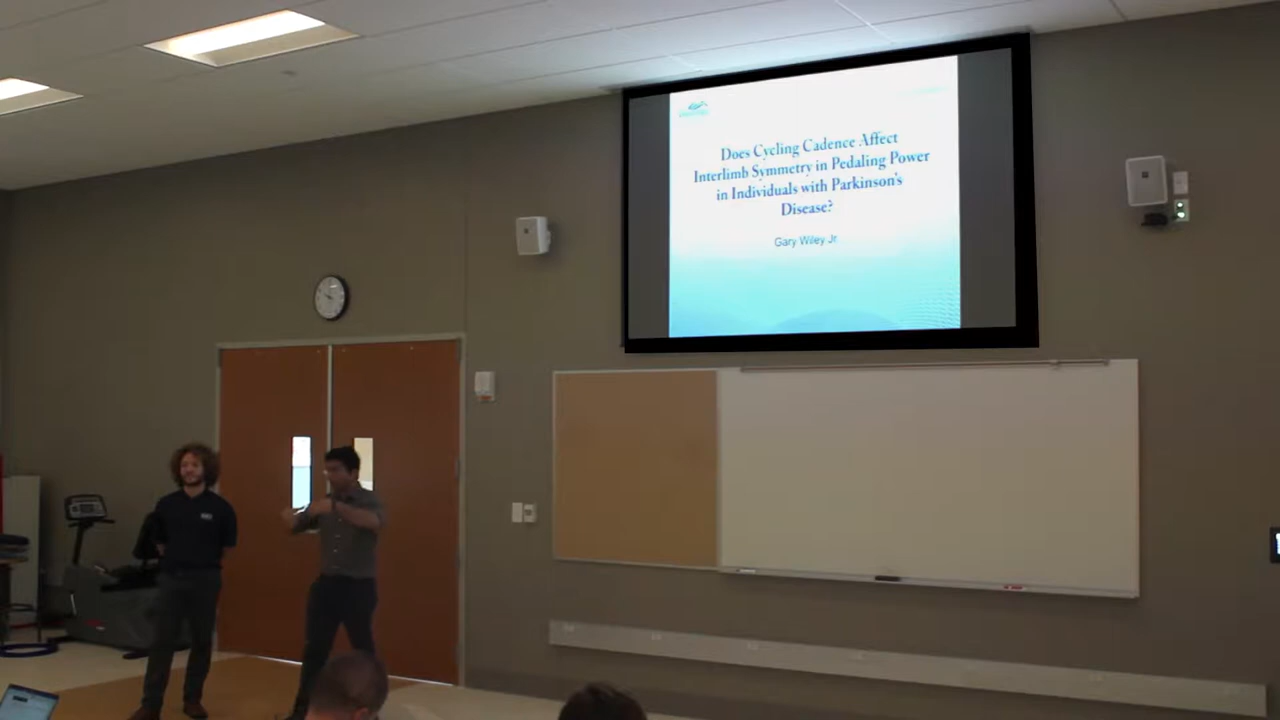 Does Cycling Cadence Affect
Interlimb Symmetry in Pedaling Power
in Individuals with Parkinson's
Disease?
Gary Wiley Jr